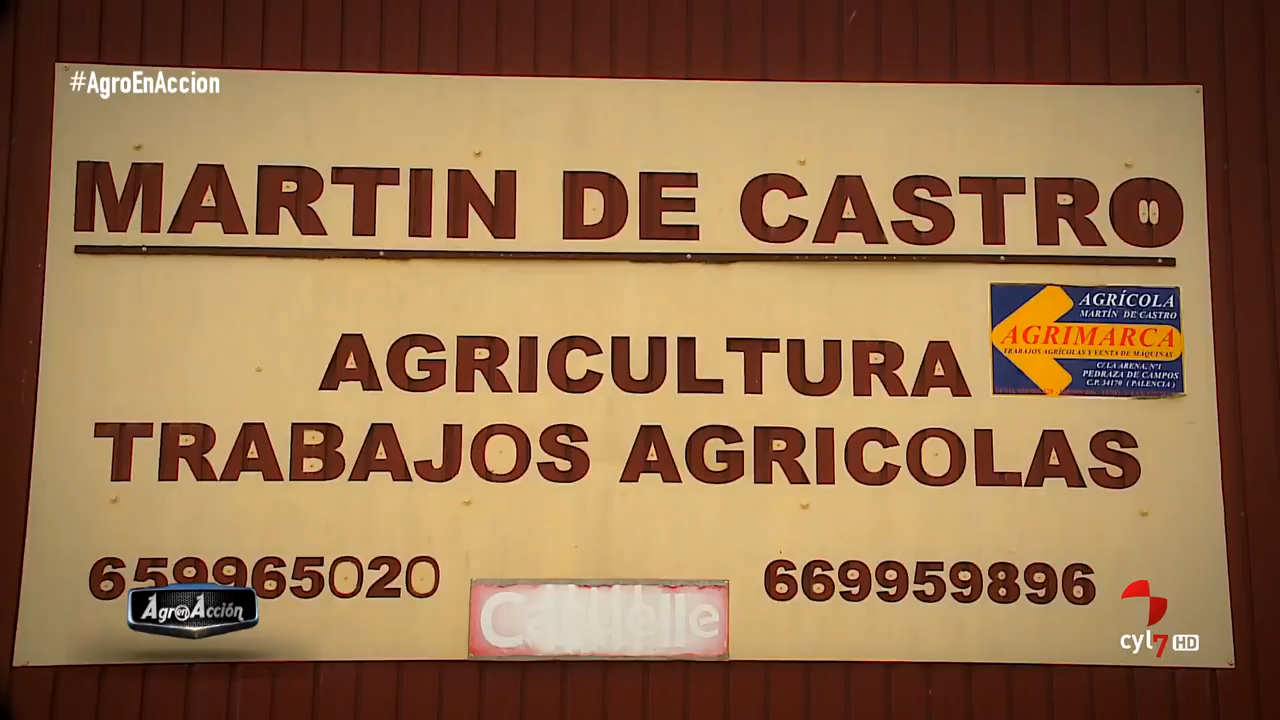 #AgroEnAccion
MARTIN DE CASTRO
AGRÍCOLA
MARTÍN DE CASTRO
AGRIMARCA
TRABAJOS AGRÍCOLAS Y VENTA DE MÁQUINAS
C/ LA ARENA, Nº1
PEDRAZA DE CAMPOS
C.P. 34170 (PALENCIA)
AGRICULTURA
TRABAJOS AGRICOLAS
659965020
669959896
Agro en Acción
cyl7 HD